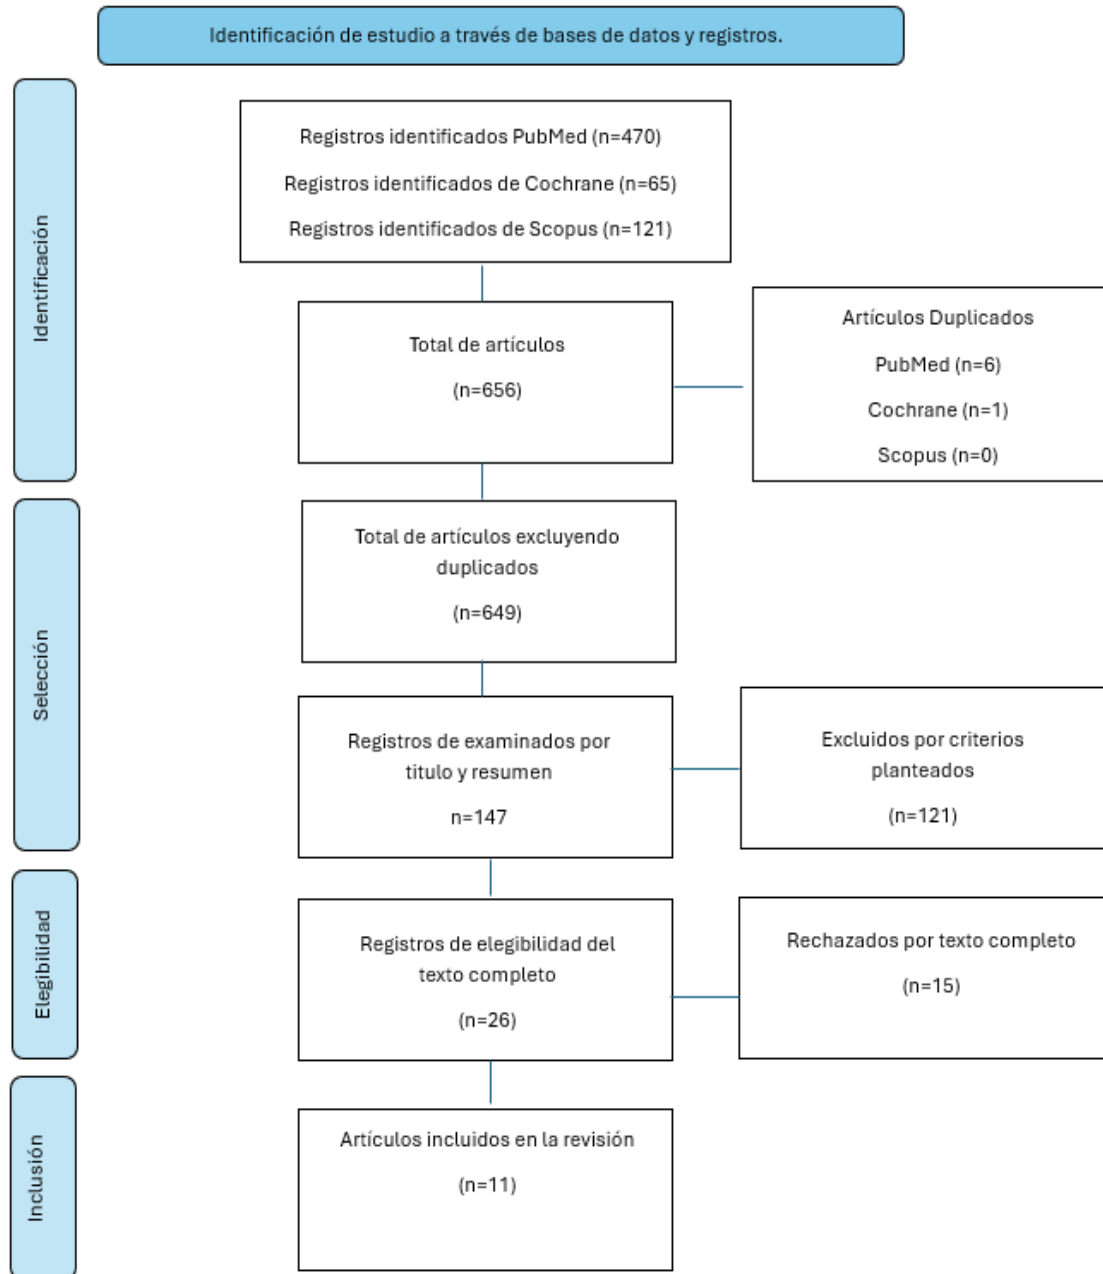 Identificación de estudio a través de bases de datos y registros.
Identificación
Registros identificados PubMed (n=470)
Registros identificados de Cochrane (n=65)
Registros identificados de Scopus (n=121)
Total de artículos
(n=656)
Artículos Duplicados
PubMed (n=6)
Cochrane (n=1)
Scopus (n=0)
Selección
Total de artículos excluyendo
duplicados
(n=649)
Registros de examinados por
titulo y resumen
n=147
Excluidos por criterios
planteados
(n=121)
Elegibilidad
Registros de elegibilidad del
texto completo
(n=26)
Rechazados por texto completo
(n=15)
Inclusión
Artículos incluidos en la revisión
(n=11)